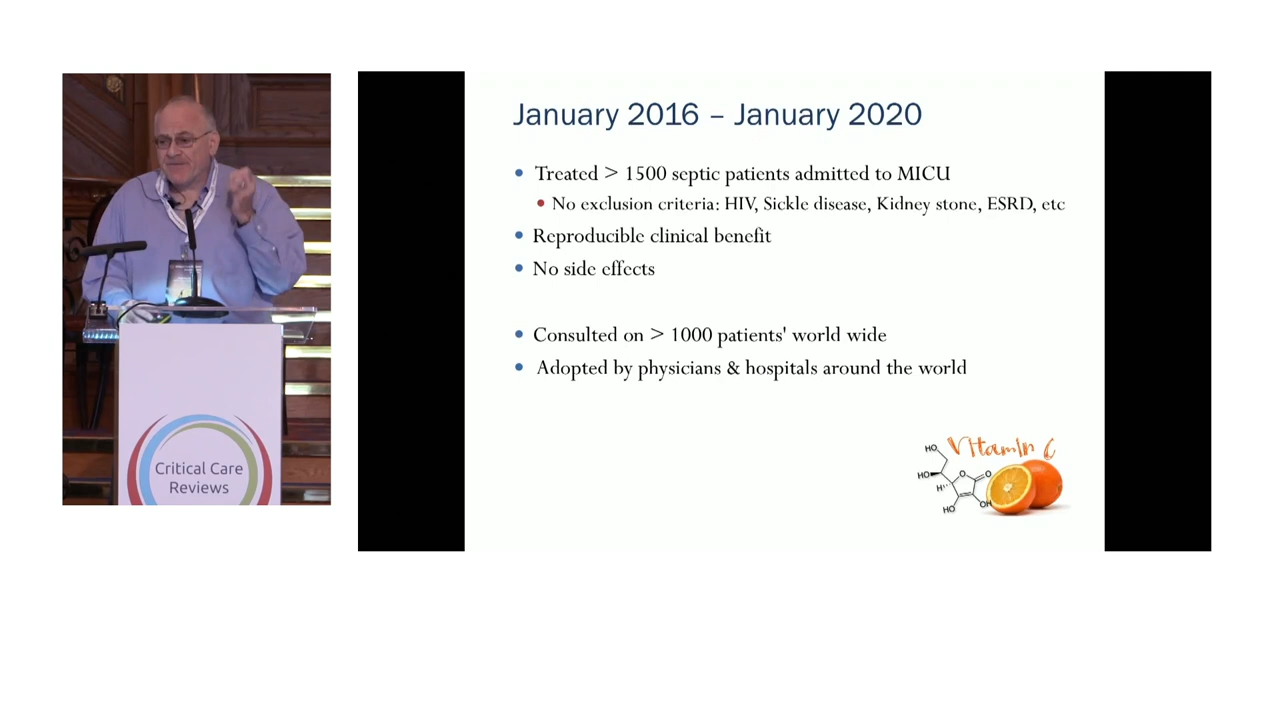 January 2016 – January 2020
Treated > 1500 septic patients admitted to MICU
No exclusion criteria: HIV, Sickle disease, Kidney stone, ESRD, etc
Reproducible clinical benefit
No side effects
Consulted on > 1000 patients' world wide
Adopted by physicians & hospitals around the world
Vitamin C
HO
HO
H
O
O
HO
OH
Critical Care
Reviews